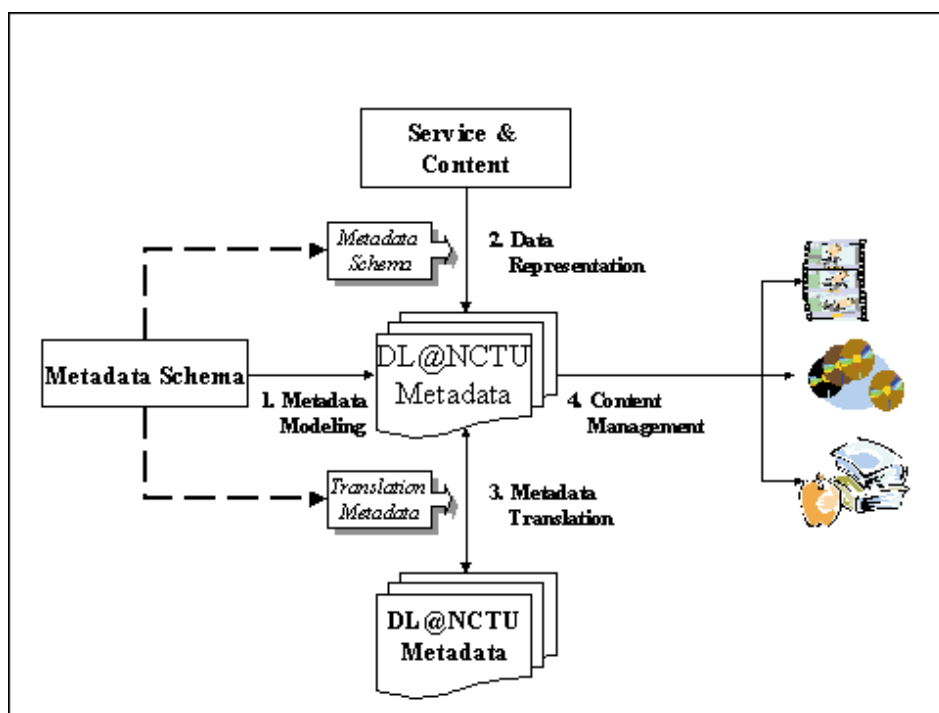 Service &
Content
Metadata
Schema
2. Data
Representation
Metadata Schema
1. Metadata
Modeling
DL@NCTU
Metadata
4. Content
Management
Translation
Metadata
3. Metadata
Translation
DL@NCTU
Metadata